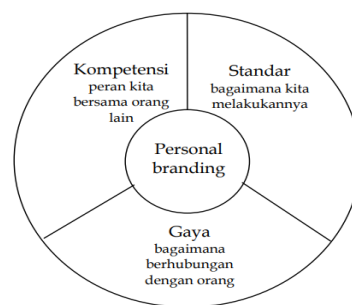 Kompetensi
peran kita
bersama orang
lain
Standar
bagaimana kita
melakukannya
Personal
branding
Gaya
bagaimana
berhubungan
dengan orang